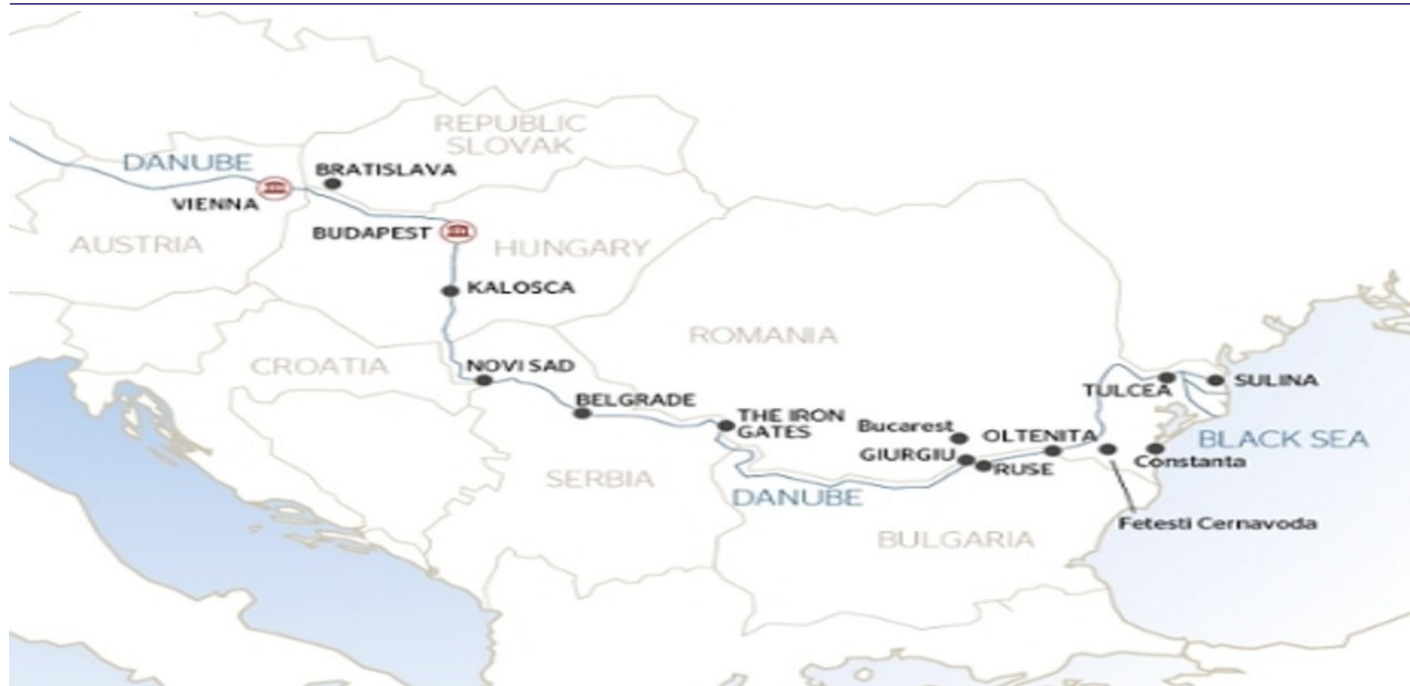 REPUBLIC
SLOVAK
DANUBE
BRATISLAVA
VIENNA
BUDAPEST
AUSTRIA
HUNGARY
KALOSCA
ROMANIA
CROATIA
NOVI SAD
TULCEA
SULINA
BELGRADE
THE IRON
GATES
Bucarest
OLTENITA
BLACK SEA
GIURGIU
RUSE
Constanta
SERBIA
DANUBE
Fetesti Cernavoda
BULGARIA